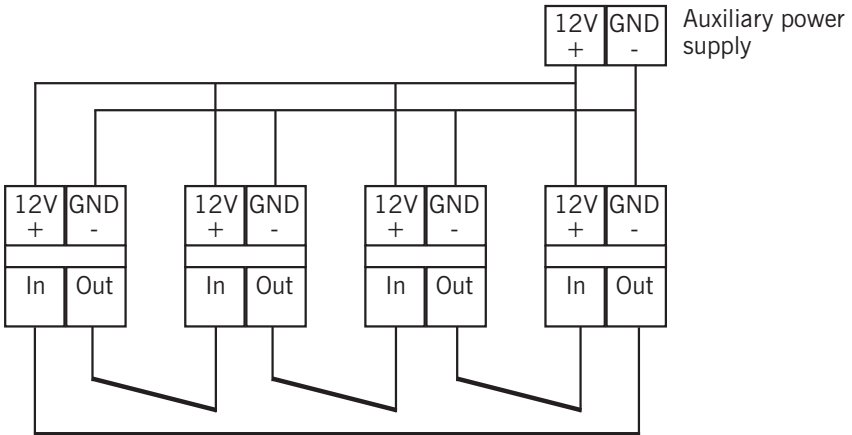 12V GND Auxiliary power
+ - supply
12V GND 12V GND 12V GND 12V GND
+ - + - + - + -
In Out In Out In Out In Out